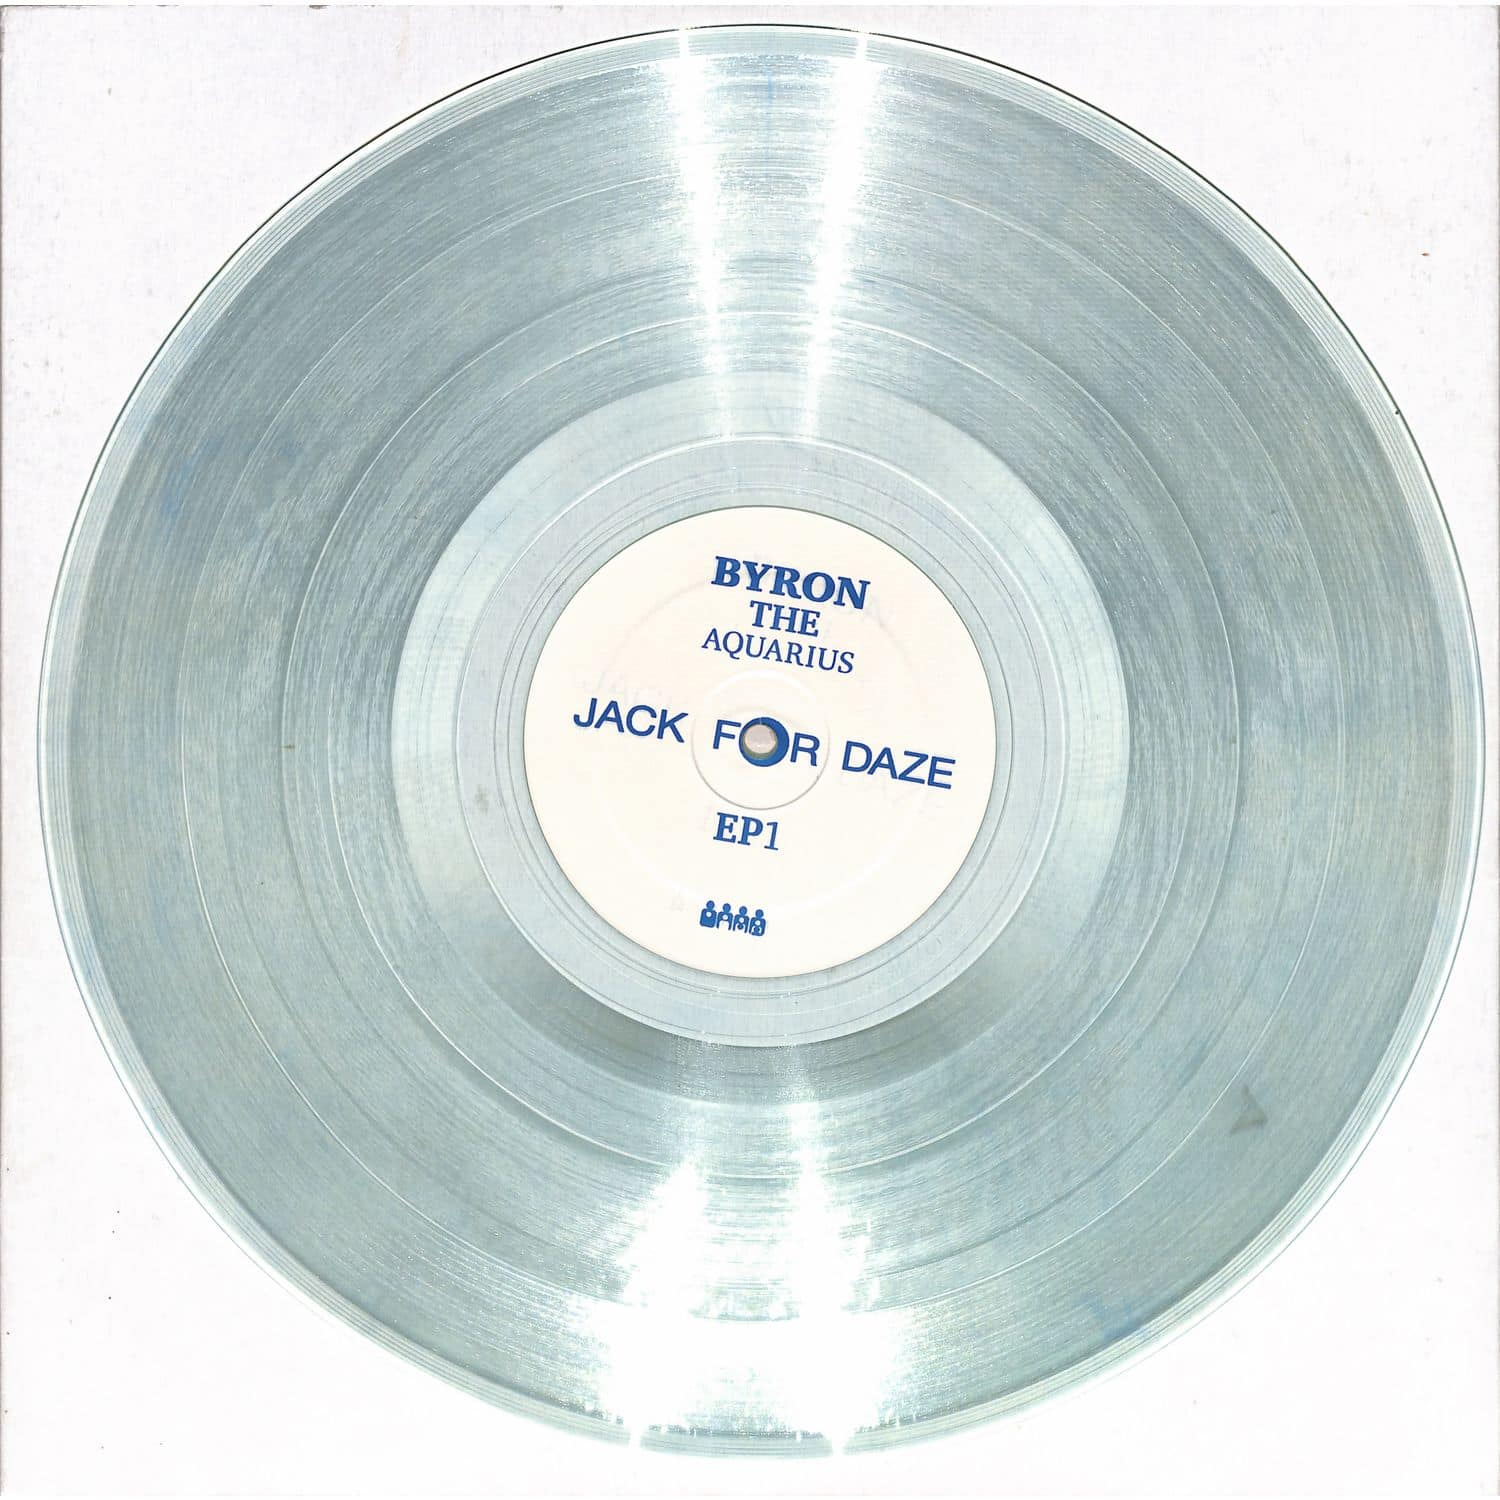 BYRON
THE
AQUARIUS
JACK FOR DAZE
EP1